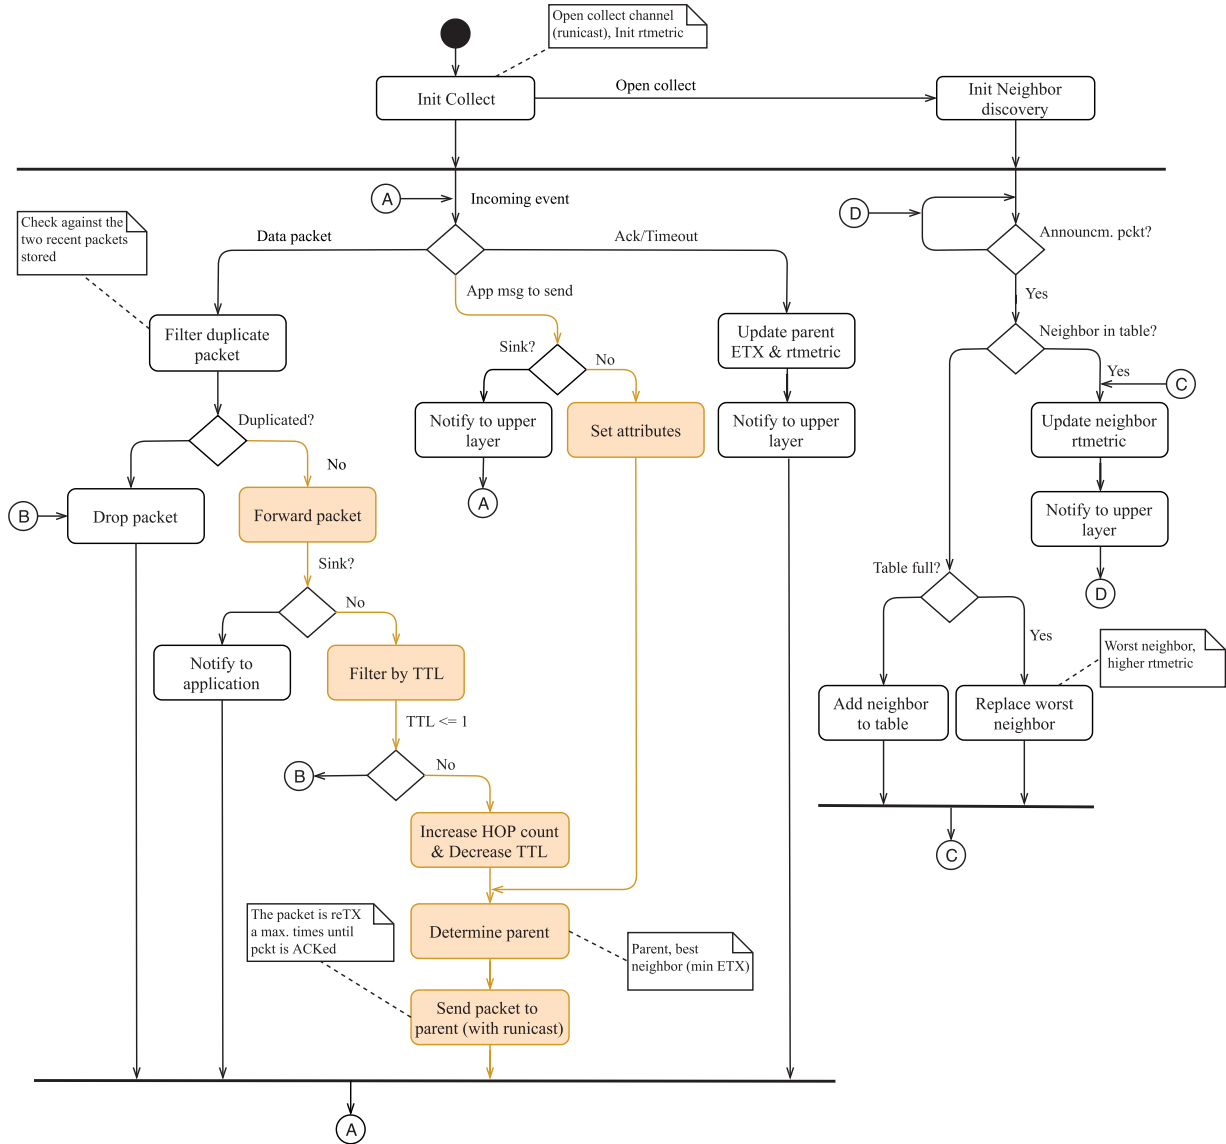 Open collect channel
(runicast), Init rtmetric
Init Collect
Open collect
Init Neighbor
discovery
A
Incoming event
D
Announcm. pckt?
Check against the
two recent packets
stored
Data packet
Ack/Timeout
App msg to send
Yes
Filter duplicate
packet
Update parent
ETX & rtmetric
Neighbor in table?
Sink?
No
Yes
C
Duplicated?
Notify to upper
layer
Set attributes
Notify to upper
layer
Update neighbor
rtmetric
No
A
B
Drop packet
Forward packet
Notify to upper
layer
Sink?
Table full?
D
No
Yes
Worst neighbor,
higher rtmetric
Notify to
application
Filter by TTL
Add neighbor
to table
Replace worst
neighbor
TTL <= 1
B
No
Increase HOP count
& Decrease TTL
C
The packet is reTX
a max. times until
pckt is ACKed
Determine parent
Parent, best
neighbor (min ETX)
Send packet to
parent (with runicast)
A